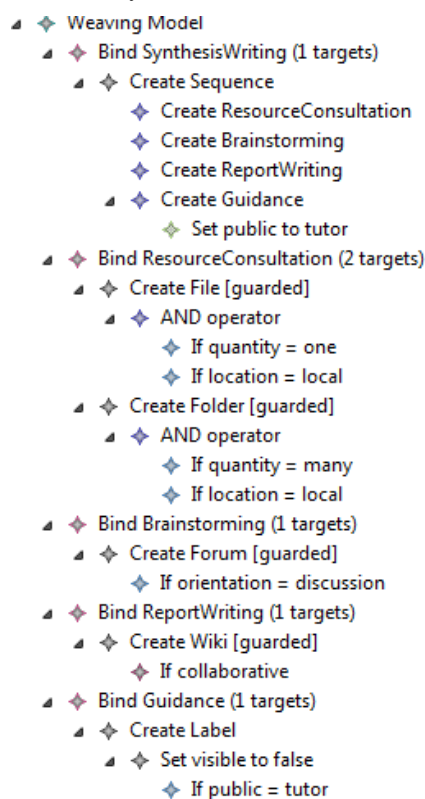 Weaving Model
Bind SynthesisWriting (1 targets)
Create Sequence
Create ResourceConsultation
Create Brainstorming
Create ReportWriting
Create Guidance
Set public to tutor
Bind ResourceConsultation (2 targets)
Create File [guarded]
AND operator
If quantity = one
If location = local
Create Folder [guarded]
AND operator
If quantity = many
If location = local
Bind Brainstorming (1 targets)
Create Forum [guarded]
If orientation = discussion
Bind ReportWriting (1 targets)
Create Wiki [guarded]
If collaborative
Bind Guidance (1 targets)
Create Label
Set visible to false
If public = tutor